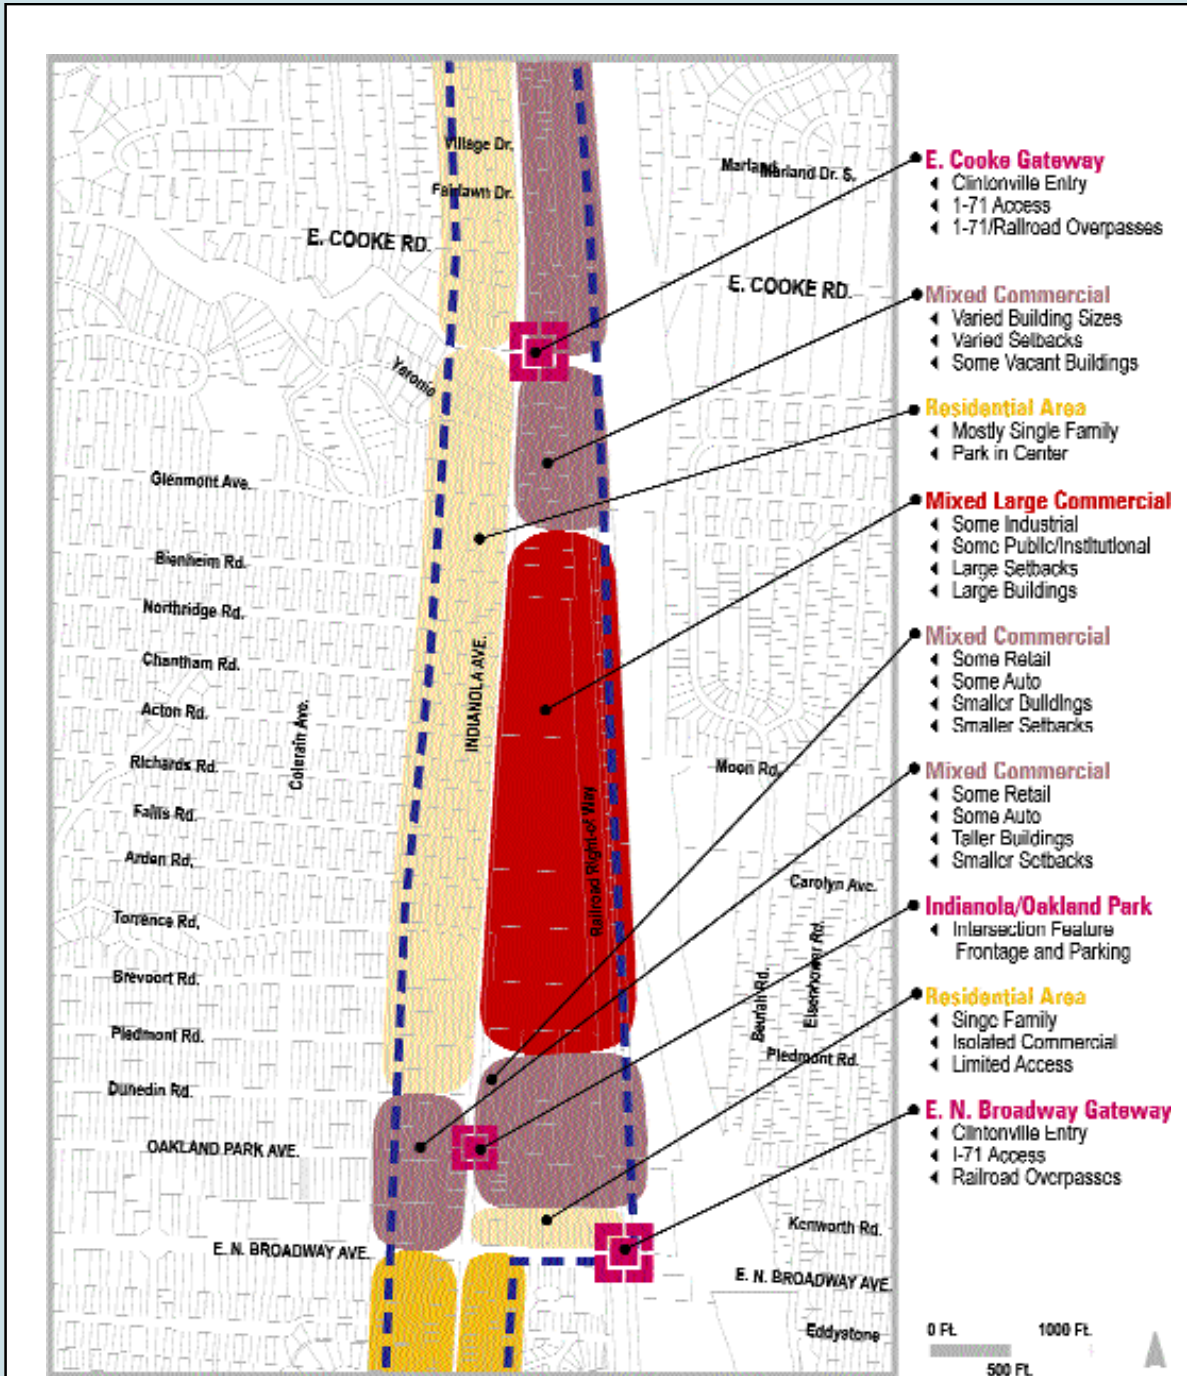 Village Dr.
Fairlawn Dr.
E. COOKE RD.
Marland
Marland Dr. S.
E. COOKE RD.
Glenmont Ave.
Blenheim Rd.
Northridge Rd.
Chantham Rd.
Acton Rd.
Richards Rd.
Fallis Rd.
Arden Rd.
Torrence Rd.
Brevoort Rd.
Piedmont Rd.
Dunedin Rd.
OAKLAND PARK AVE.
E. N. BROADWAY AVE.
Colerain Ave.
INDIANOLA AVE.
Railroad Right-of Way
Moon Rd.
Carolyn Ave.
Eisenhower Rd.
Beulah Rd.
Piedmont Rd.
Kenworth Rd.
E. N. BROADWAY AVE.
Eddystone
E. Cooke Gateway
Clintonville Entry
1-71 Access
1-71/Railroad Overpasses
Mixed Commercial
Varied Building Sizes
Varied Setbacks
Some Vacant Buildings
Residential Area
Mostly Single Family
Park in Center
Mixed Large Commercial
Some Industrial
Some Public/Institutional
Large Setbacks
Large Buildings
Mixed Commercial
Some Retail
Some Auto
Smaller Buildings
Smaller Setbacks
Mixed Commercial
Some Retail
Some Auto
Taller Buildings
Smaller Setbacks
Indianola/Oakland Park
Intersection Feature
Frontage and Parking
Residential Area
Singe Family
Isolated Commercial
Limited Access
E. N. Broadway Gateway
Clintonville Entry
I-71 Access
Railroad Overpasses
0 Ft.
1000 Ft.
500 Ft.